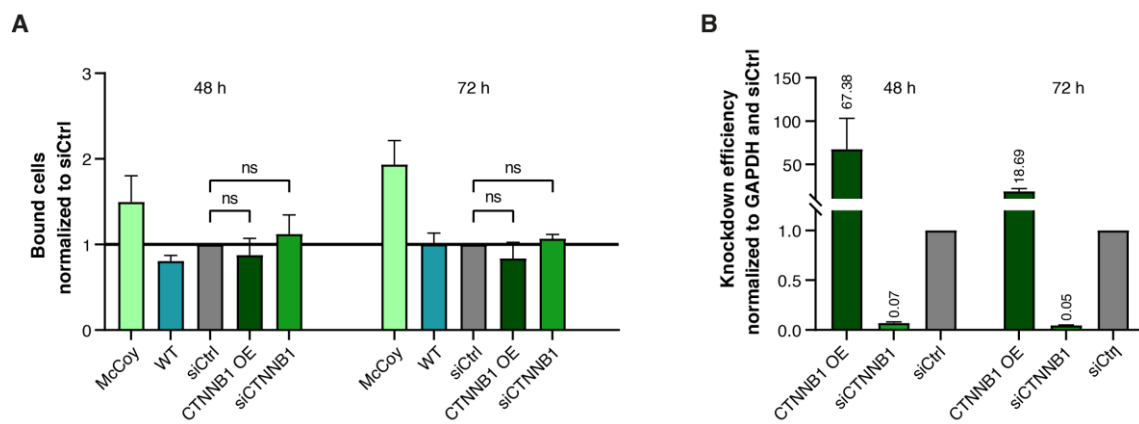 A
Bound cells
normalized to siCtrl
3
2
1
0
48 h
72 h
ns
ns
ns
ns
McCoy
WT
siCtrl
CTNNB1 OE
siCTNNB1
McCoy
WT
siCtrl
CTNNB1 OE
siCTNNB1
B
Knockdown efficiency
normalized to GAPDH and siCtrl
150
100
50
1.0
0.5
0.0
67.38
48 h
0.07
72 h
18.69
0.05
CTNNB1 OE
siCTNNB1
siCtrl
CTNNB1 OE
siCTNNB1
siCtrl